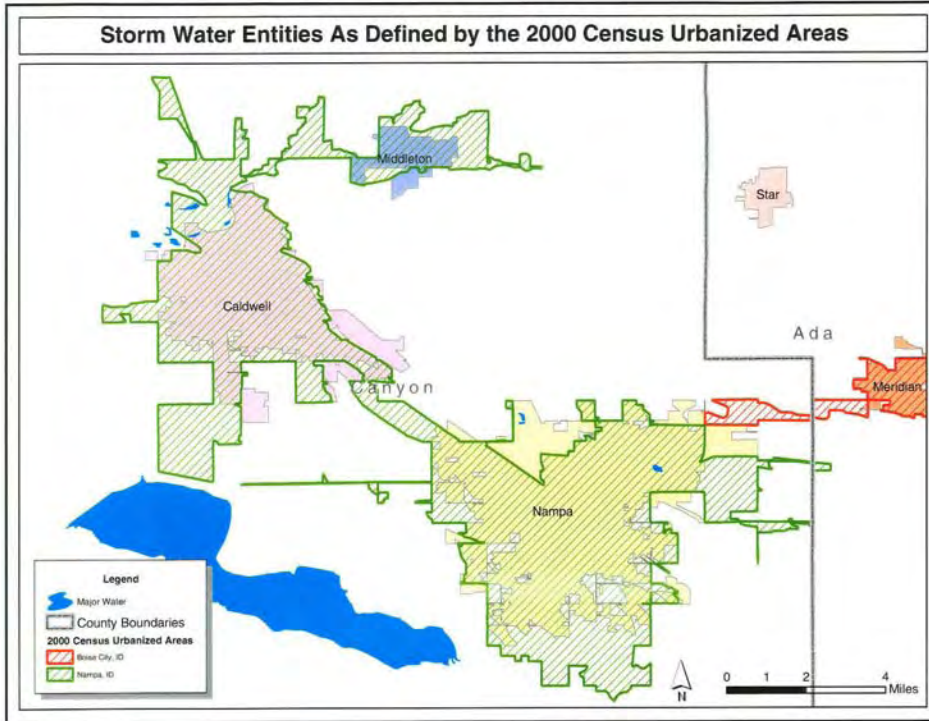 Storm Water Entities As Defined by the 2000 Census Urbanized Areas
Middleton
Star
Caldwell
Ada
Canyon
Meridian
Nampa
Legend
Major Water
County Boundaries
2000 Census Urbanized Areas
Boise City, ID
Nampa, ID
N
0 1 2 4
Miles